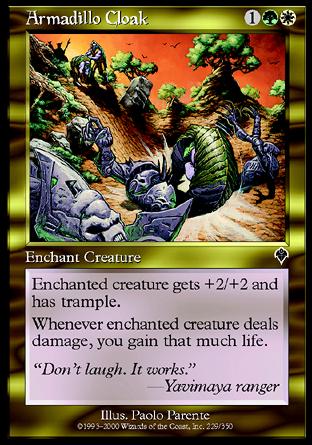 Armadillo Cloak 1
Enchant Creature
Enchanted creature gets +2/+2 and
has trample.
Whenever enchanted creature deals
damage, you gain that much life.
“Don't laugh. It works.”
—Yavimaya ranger
Illus. Paolo Parente
©1993–2000 Wizards of the Coast, Inc. 229/350